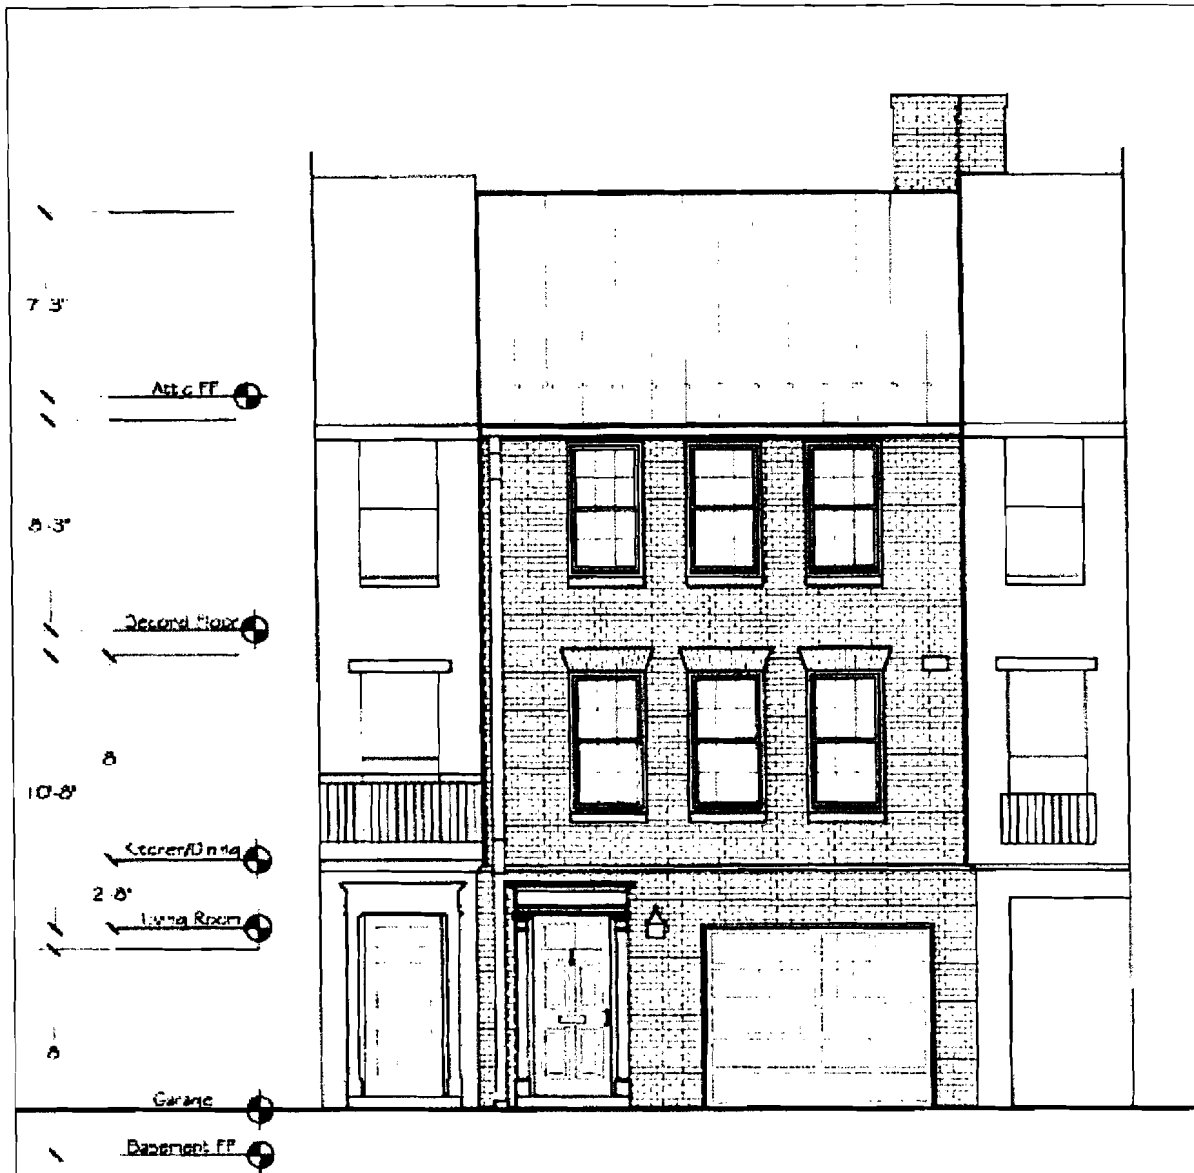 7'-3"
Attic FF
8'-3"
Second Floor
8
10'-8"
Kitchen/Dining
2'-8"
Living Room
8
Garage
Basement FF